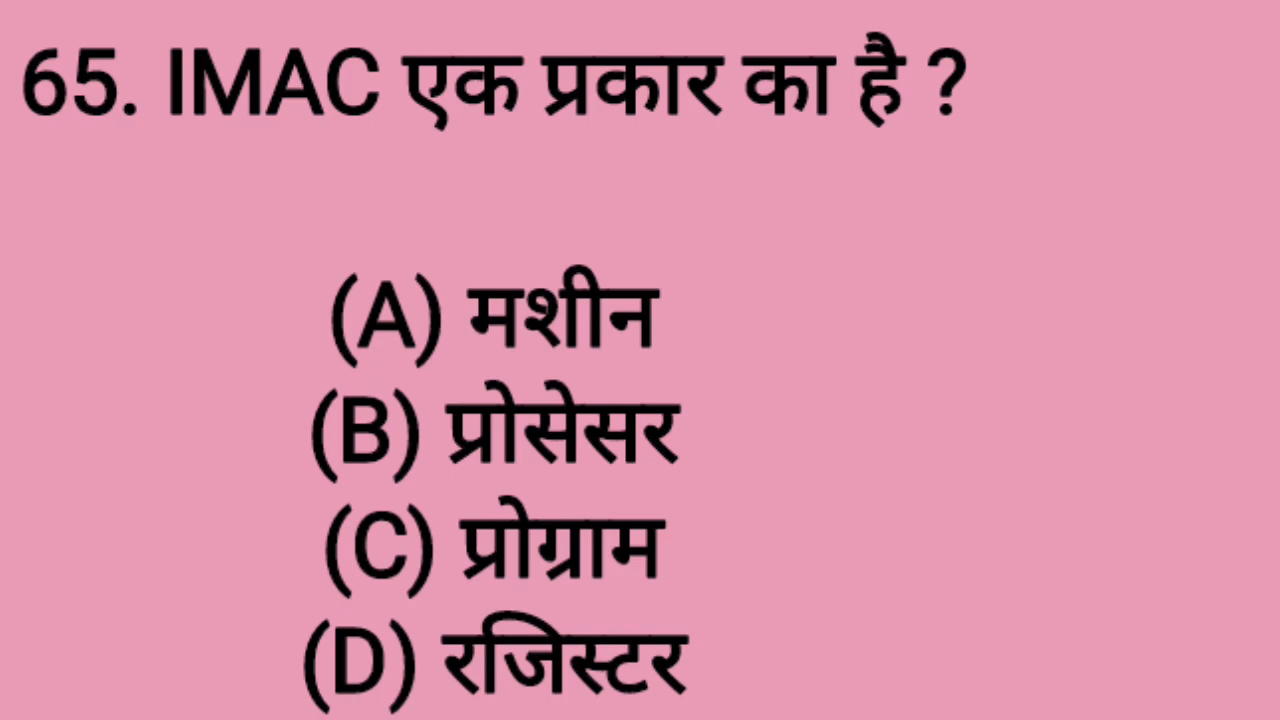 65. IMAC एक प्रकार का है ?
(A) मशीन
(B) प्रोसेसर
(C) प्रोग्राम
(D) रजिस्टर